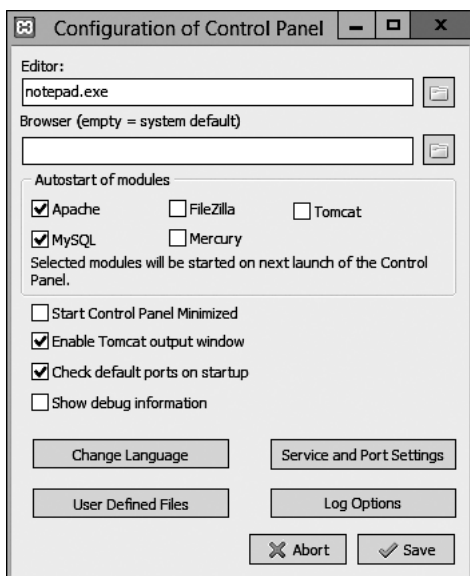 Configuration of Control Panel
Editor:
notepad.exe
Browser (empty = system default)
Autostart of modules
Apache FileZilla Tomcat
MySQL Mercury
Selected modules will be started on next launch of the Control
Panel.
Start Control Panel Minimized
Enable Tomcat output window
Check default ports on startup
Show debug information
Change Language Service and Port Settings
User Defined Files Log Options
Abort Save